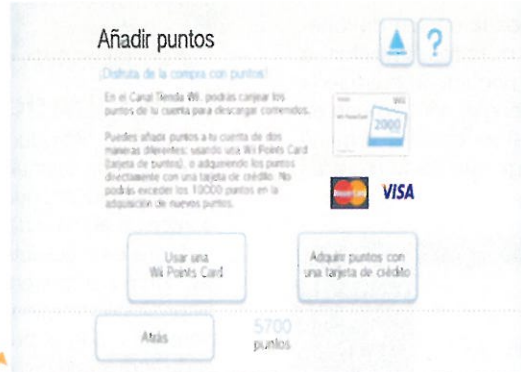 Añadir puntos
?
¡Disfruta de la compra con puntos!
En el Canal Tienda Wii, podrás canjear los
puntos de tu cuenta para descargar contenidos.
Puedes añadir puntos a tu cuenta de dos
maneras diferentes: usando una Wii Points Card
(tarjeta de puntos), o adquiriendo los puntos
directamente con una tarjeta de crédito. No
podrás exceder los 10000 puntos en la
adquisición de nuevos puntos.
Wii
2000
MasterCard
VISA
Usar una
Wii Points Card
Adquirir puntos con
una tarjeta de crédito
Atrás
5700
puntos